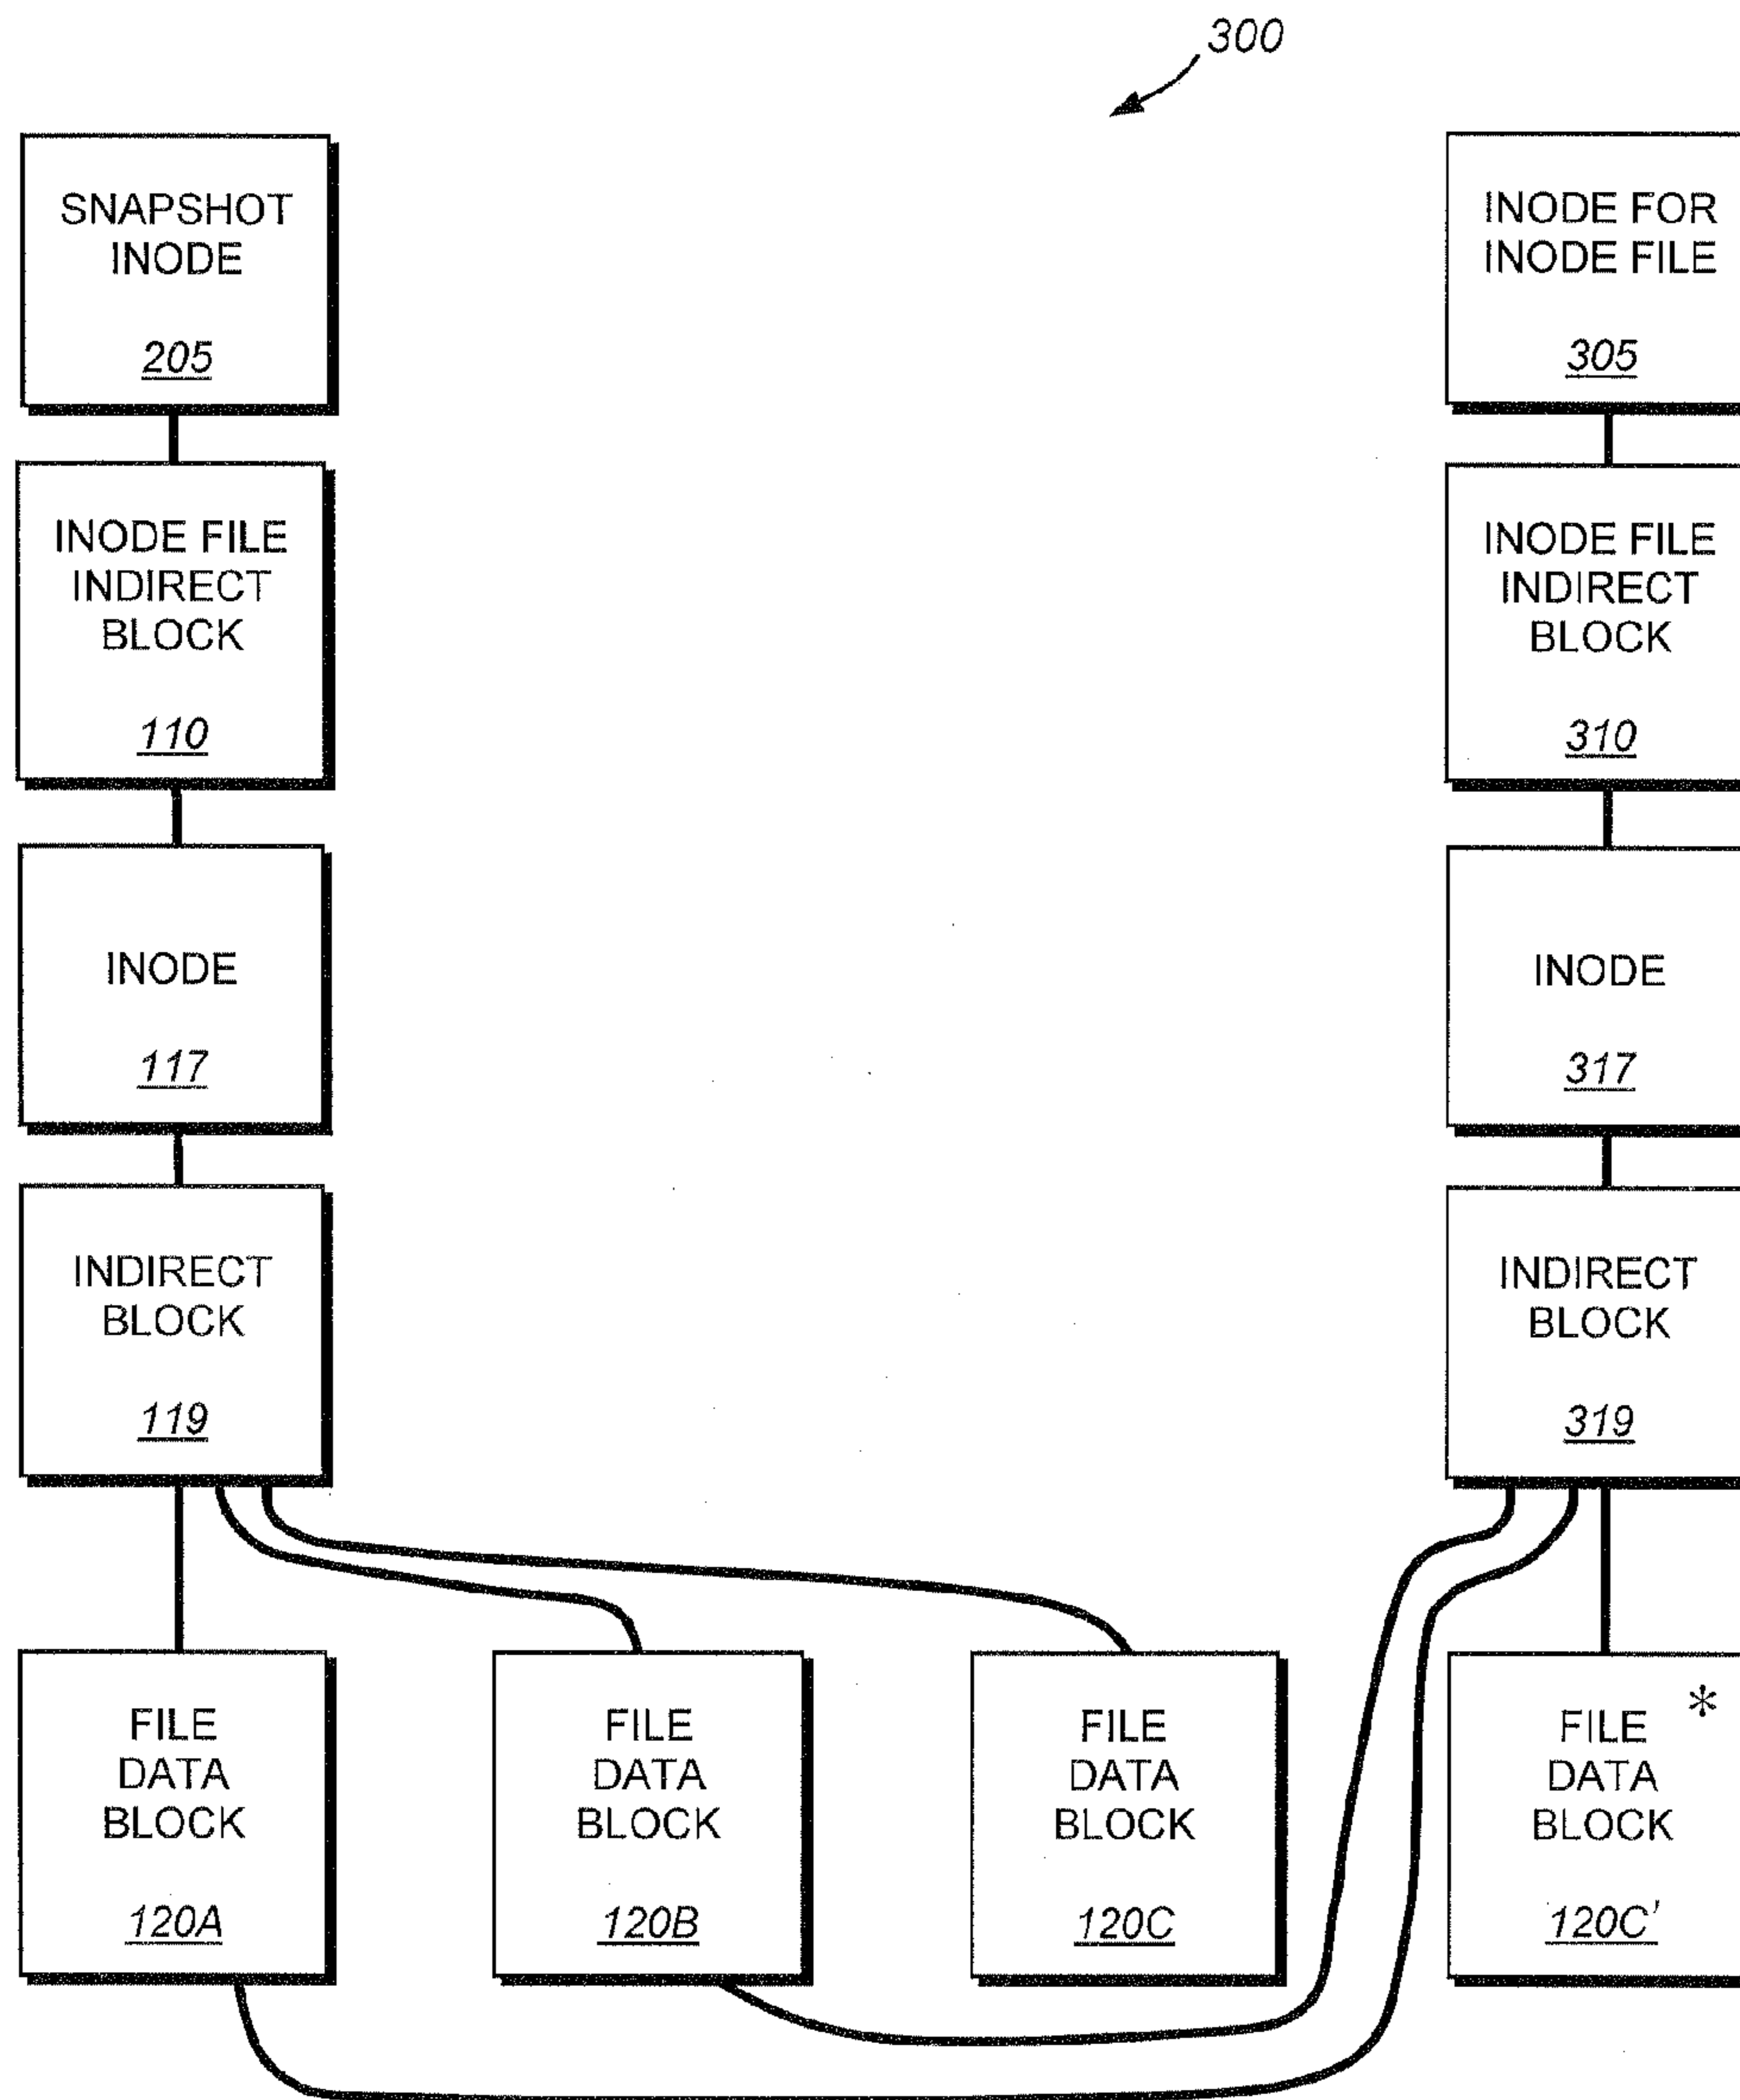 300
SNAPSHOT
INODE
205
INODE FOR
INODE FILE
305
INODE FILE
INDIRECT
BLOCK
110
INODE FILE
INDIRECT
BLOCK
310
INODE
117
INODE
317
INDIRECT
BLOCK
119
INDIRECT
BLOCK
319
FILE
DATA
BLOCK
120A
FILE
DATA
BLOCK
120B
FILE
DATA
BLOCK
120C
FILE *
DATA
BLOCK
120C'